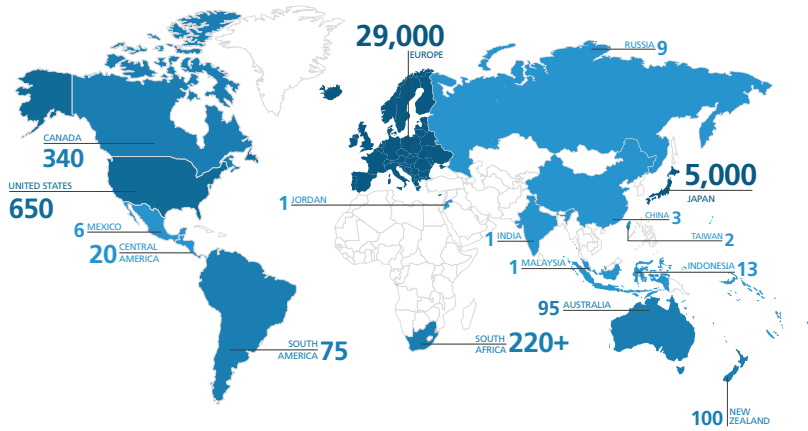 29,000
EUROPE
RUSSIA 9
CANADA
340
UNITED STATES
650
5,000
JAPAN
1 JORDAN
6 MEXICO
20 CENTRAL
AMERICA
CHINA 3
1 INDIA
TAIWAN 2
1 MALAYSIA
INDONESIA 13
95 AUSTRALIA
SOUTH
AMERICA 75
SOUTH
AFRICA 220+
100 NEW
ZEALAND